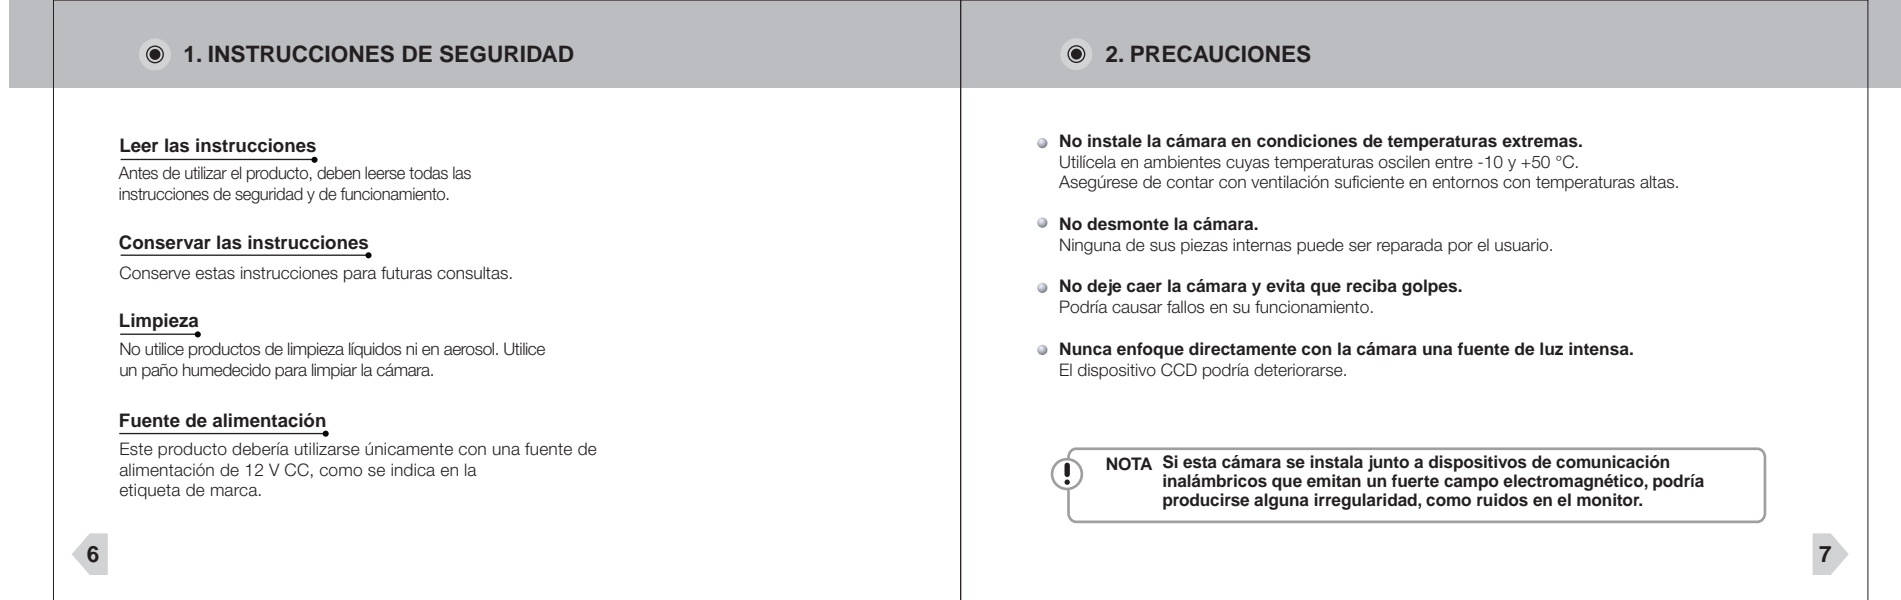 1. INSTRUCCIONES DE SEGURIDAD
Leer las instrucciones
Antes de utilizar el producto, deben leerse todas las
instrucciones de seguridad y de funcionamiento.
Conservar las instrucciones
Conserve estas instrucciones para futuras consultas.
Limpieza
No utilice productos de limpieza líquidos ni en aerosol. Utilice
un paño humedecido para limpiar la cámara.
Fuente de alimentación
Este producto debería utilizarse únicamente con una fuente de
alimentación de 12 V CC, como se indica en la
etiqueta de marca.
6
2. PRECAUCIONES
No instale la cámara en condiciones de temperaturas extremas.
Utilícela en ambientes cuyas temperaturas oscilen entre -10 y +50 °C.
Asegúrese de contar con ventilación suficiente en entornos con temperaturas altas.
No desmonte la cámara.
Ninguna de sus piezas internas puede ser reparada por el usuario.
No deje caer la cámara y evita que reciba golpes.
Podría causar fallos en su funcionamiento.
Nunca enfoque directamente con la cámara una fuente de luz intensa.
El dispositivo CCD podría deteriorarse.
NOTA Si esta cámara se instala junto a dispositivos de comunicación
inalámbricos que emitan un fuerte campo electromagnético, podría
producirse alguna irregularidad, como ruidos en el monitor.
7